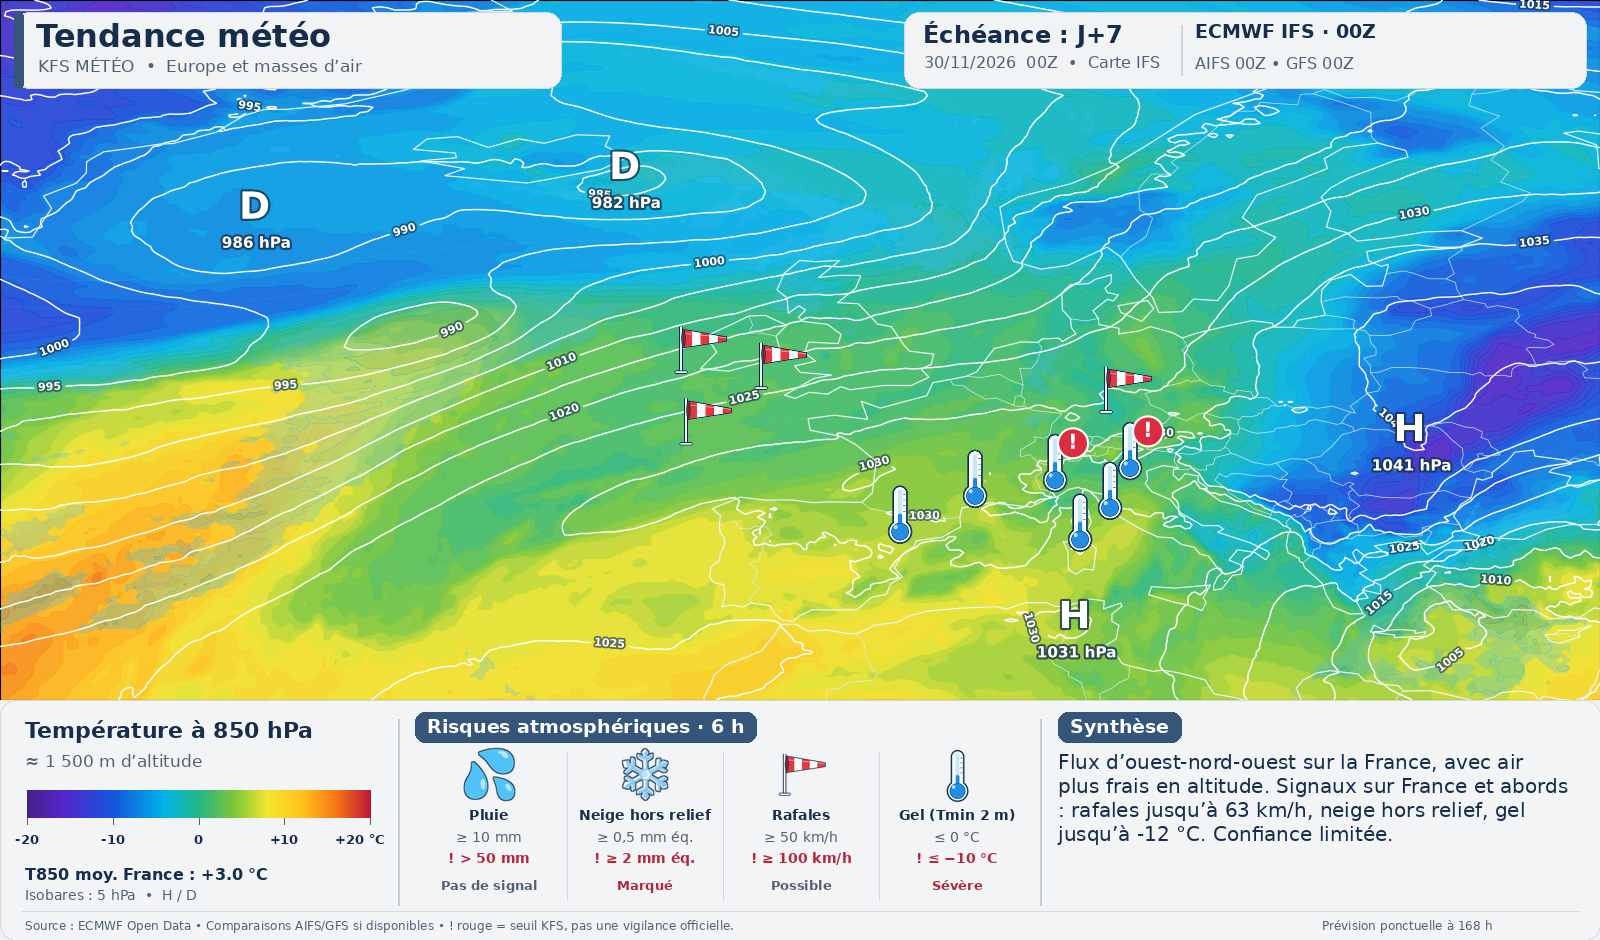 Tendance météo
KFS MÉTÉO • Europe et masses d’air
Échéance : J+7
30/11/2026 00Z • Carte IFS
ECMWF IFS · 00Z
AIFS 00Z • GFS 00Z
1015
1005
995
D
982 hPa
985
D
986 hPa
990
1000
1030
1035
990
1000
995
995
1010
1020
1025
1030
1030
!
!
H
1041 hPa
1025
1020
1010
1015
1005
H
1031 hPa
1030
1025
Température à 850 hPa
≈ 1 500 m d’altitude
-20 -10 0 +10 +20 °C
T850 moy. France : +3.0 °C
Isobares : 5 hPa • H / D
Risques atmosphériques · 6 h
Pluie
≥ 10 mm
! > 50 mm
Pas de signal
Neige hors relief
≥ 0,5 mm éq.
! ≥ 2 mm éq.
Marqué
Rafales
≥ 50 km/h
! ≥ 100 km/h
Possible
Gel (Tmin 2 m)
≤ 0 °C
! ≤ −10 °C
Sévère
Synthèse
Flux d’ouest-nord-ouest sur la France, avec air
plus frais en altitude. Signaux sur France et abords
: rafales jusqu’à 63 km/h, neige hors relief, gel
jusqu’à -12 °C. Confiance limitée.
Source : ECMWF Open Data • Comparaisons AIFS/GFS si disponibles • ! rouge = seuil KFS, pas une vigilance officielle.
Prévision ponctuelle à 168 h